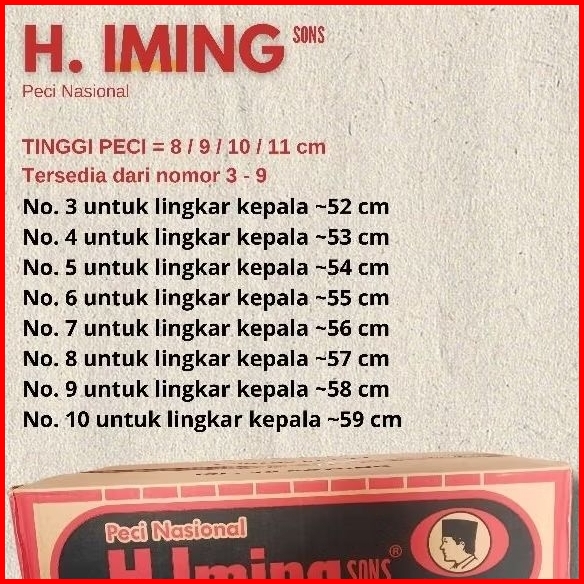 H. IMING SONS
Peci Nasional
TINGGI PECI = 8 / 9 / 10 / 11 cm
Tersedia dari nomor 3 - 9
No. 3 untuk lingkar kepala ~52 cm
No. 4 untuk lingkar kepala ~53 cm
No. 5 untuk lingkar kepala ~54 cm
No. 6 untuk lingkar kepala ~55 cm
No. 7 untuk lingkar kepala ~56 cm
No. 8 untuk lingkar kepala ~57 cm
No. 9 untuk lingkar kepala ~58 cm
No. 10 untuk lingkar kepala ~59 cm
Peci Nasional
H. Iming SONS ®